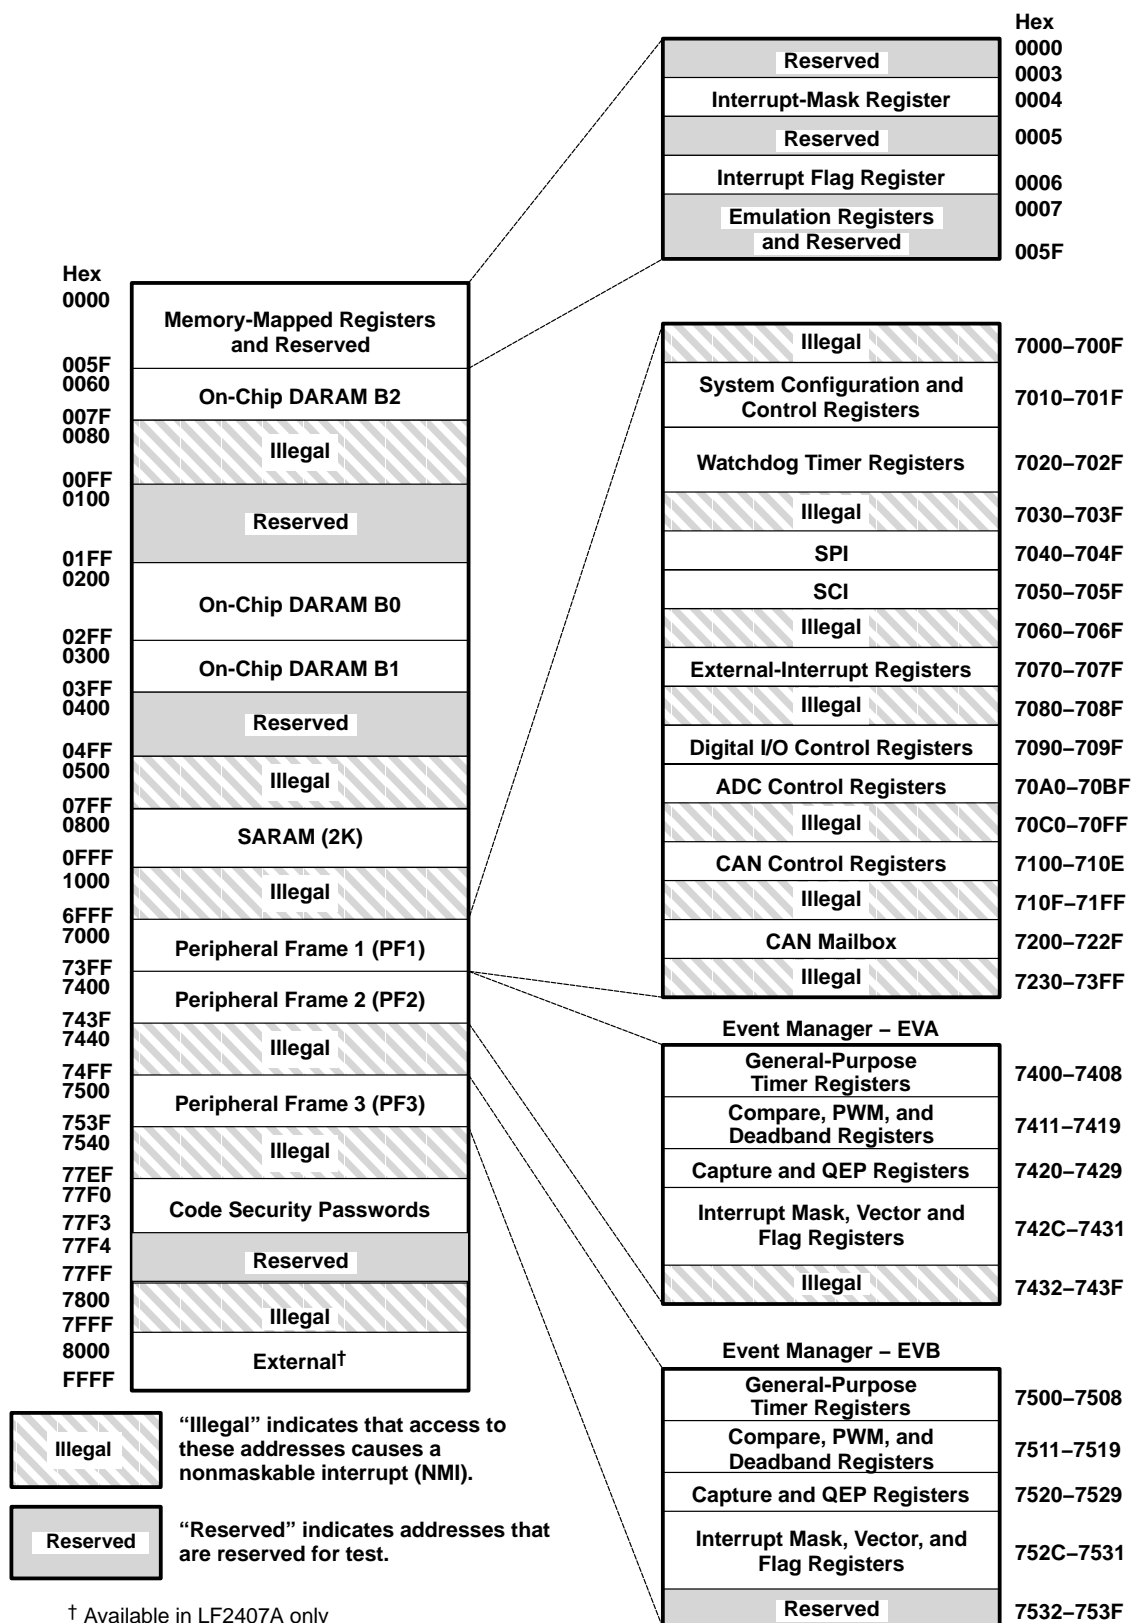 Hex
0000
Reserved
0003
Interrupt-Mask Register
0004
Reserved
0005
Interrupt Flag Register
0006
0007
Emulation Registers
and Reserved
005F
Hex
0000
Memory-Mapped Registers
and Reserved
005F
0060
On-Chip DARAM B2
007F
0080
Illegal
00FF
0100
Reserved
01FF
0200
On-Chip DARAM B0
02FF
0300
On-Chip DARAM B1
03FF
0400
Reserved
04FF
0500
Illegal
07FF
0800
SARAM (2K)
0FFF
1000
Illegal
6FFF
7000
Peripheral Frame 1 (PF1)
73FF
7400
Peripheral Frame 2 (PF2)
743F
7440
Illegal
74FF
7500
Peripheral Frame 3 (PF3)
753F
7540
Illegal
77EF
77F0
Code Security Passwords
77F3
77F4
Reserved
77FF
7800
Illegal
7FFF
8000
External†
FFFF
Illegal
7000–700F
System Configuration and
Control Registers
7010–701F
Watchdog Timer Registers
7020–702F
Illegal
7030–703F
SPI
7040–704F
SCI
7050–705F
Illegal
7060–706F
External-Interrupt Registers
7070–707F
Illegal
7080–708F
Digital I/O Control Registers
7090–709F
ADC Control Registers
70A0–70BF
Illegal
70C0–70FF
CAN Control Registers
7100–710E
Illegal
710F–71FF
CAN Mailbox
7200–722F
Illegal
7230–73FF
Event Manager – EVA
General-Purpose
Timer Registers
7400–7408
Compare, PWM, and
Deadband Registers
7411–7419
Capture and QEP Registers
7420–7429
Interrupt Mask, Vector and
Flag Registers
742C–7431
Illegal
7432–743F
Event Manager – EVB
General-Purpose
Timer Registers
7500–7508
Compare, PWM, and
Deadband Registers
7511–7519
Capture and QEP Registers
7520–7529
Interrupt Mask, Vector, and
Flag Registers
752C–7531
Reserved
7532–753F
Illegal
“Illegal” indicates that access to
these addresses causes a
nonmaskable interrupt (NMI).
Reserved
“Reserved” indicates addresses that
are reserved for test.
† Available in LF2407A only